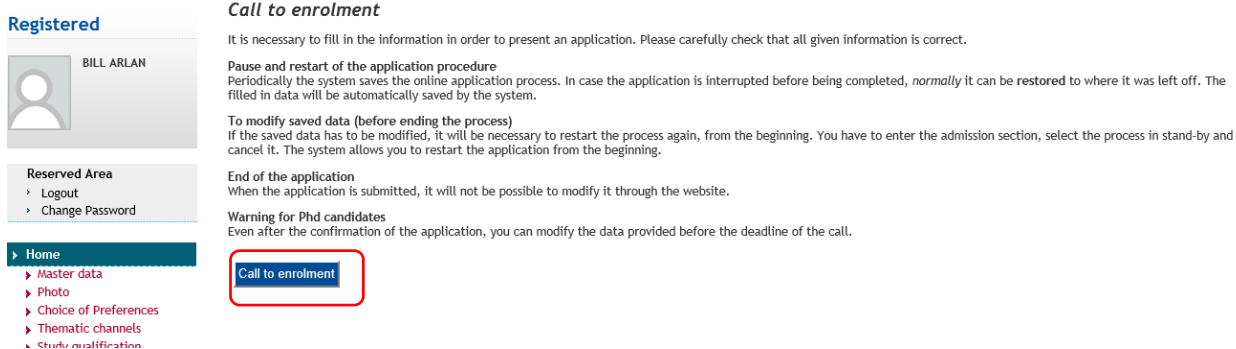 Registered
BILL ARLAN
Reserved Area
Logout
Change Password
Home
Master data
Photo
Choice of Preferences
Thematic channels
Study qualification
Call to enrolment
It is necessary to fill in the information in order to present an application. Please carefully check that all given information is correct.
Pause and restart of the application procedure
Periodically the system saves the online application process. In case the application is interrupted before being completed, normally it can be restored to where it was left off. The
filled in data will be automatically saved by the system.
To modify saved data (before ending the process)
If the saved data has to be modified, it will be necessary to restart the process again, from the beginning. You have to enter the admission section, select the process in stand-by and
cancel it. The system allows you to restart the application from the beginning.
End of the application
When the application is submitted, it will not be possible to modify it through the website.
Warning for Phd candidates
Even after the confirmation of the application, you can modify the data provided before the deadline of the call.
Call to enrolment